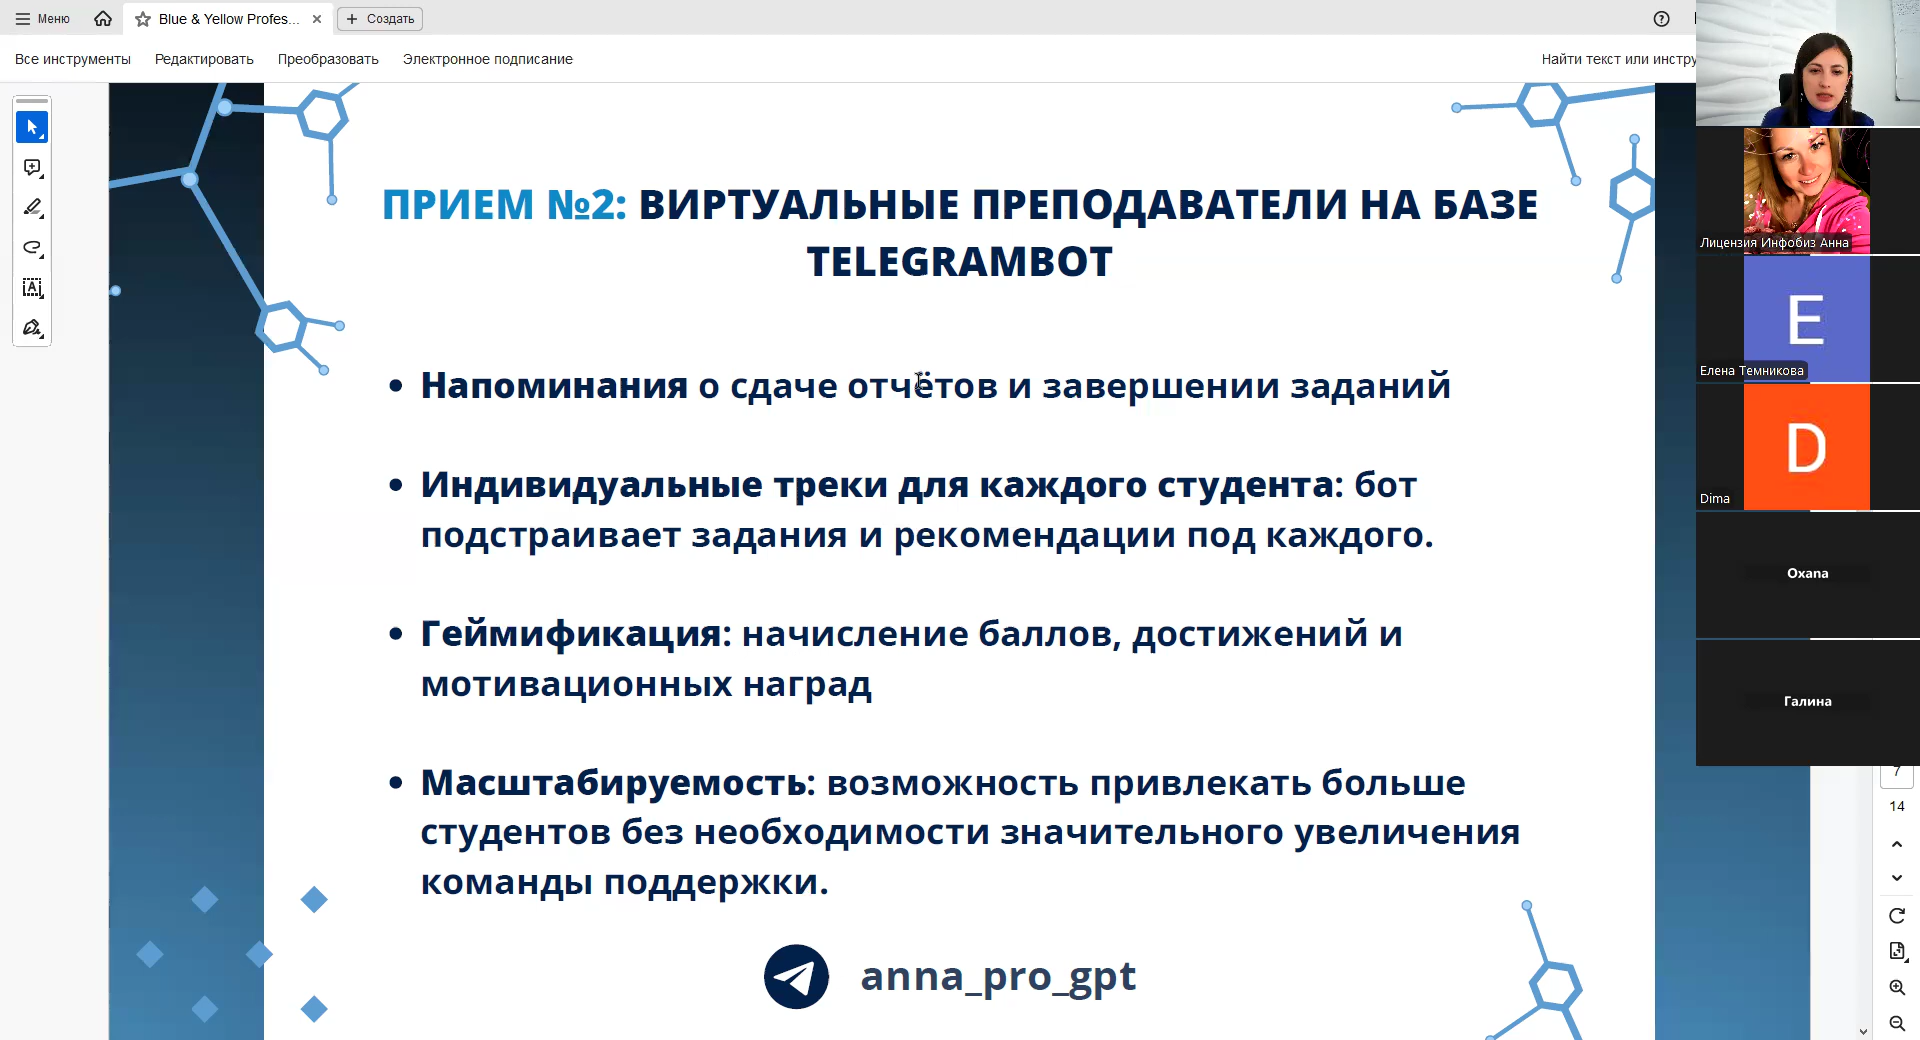 Меню
Blue & Yellow Profes...
Создать
Все инструменты
Редактировать
Преобразовать
Электронное подписание
Найти текст или инстру
ПРИЕМ №2: ВИРТУАЛЬНЫЕ ПРЕПОДАВАТЕЛИ НА БАЗЕ
TELEGRAMBOT
• Напоминания о сдаче отчётов и завершении заданий
• Индивидуальные треки для каждого студента: бот
подстраивает задания и рекомендации под каждого.
• Геймификация: начисление баллов, достижений и
мотивационных наград
• Масштабируемость: возможность привлекать больше
студентов без необходимости значительного увеличения
команды поддержки.
anna_pro_gpt
Лицензия Инфобиз Анна
E
Елена Темникова
D
Dima
Oxana
Галина
7
14